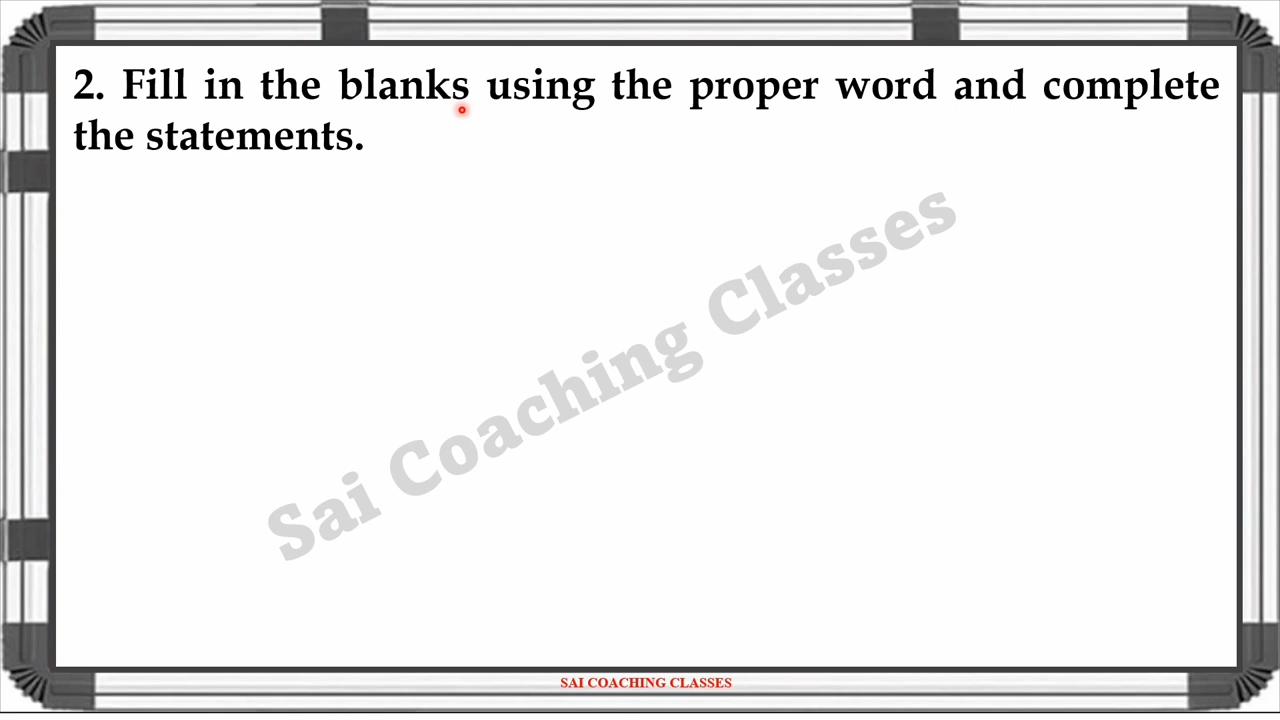 2. Fill in the blanks using the proper word and complete
the statements.
Sai Coaching Classes
SAI COACHING CLASSES